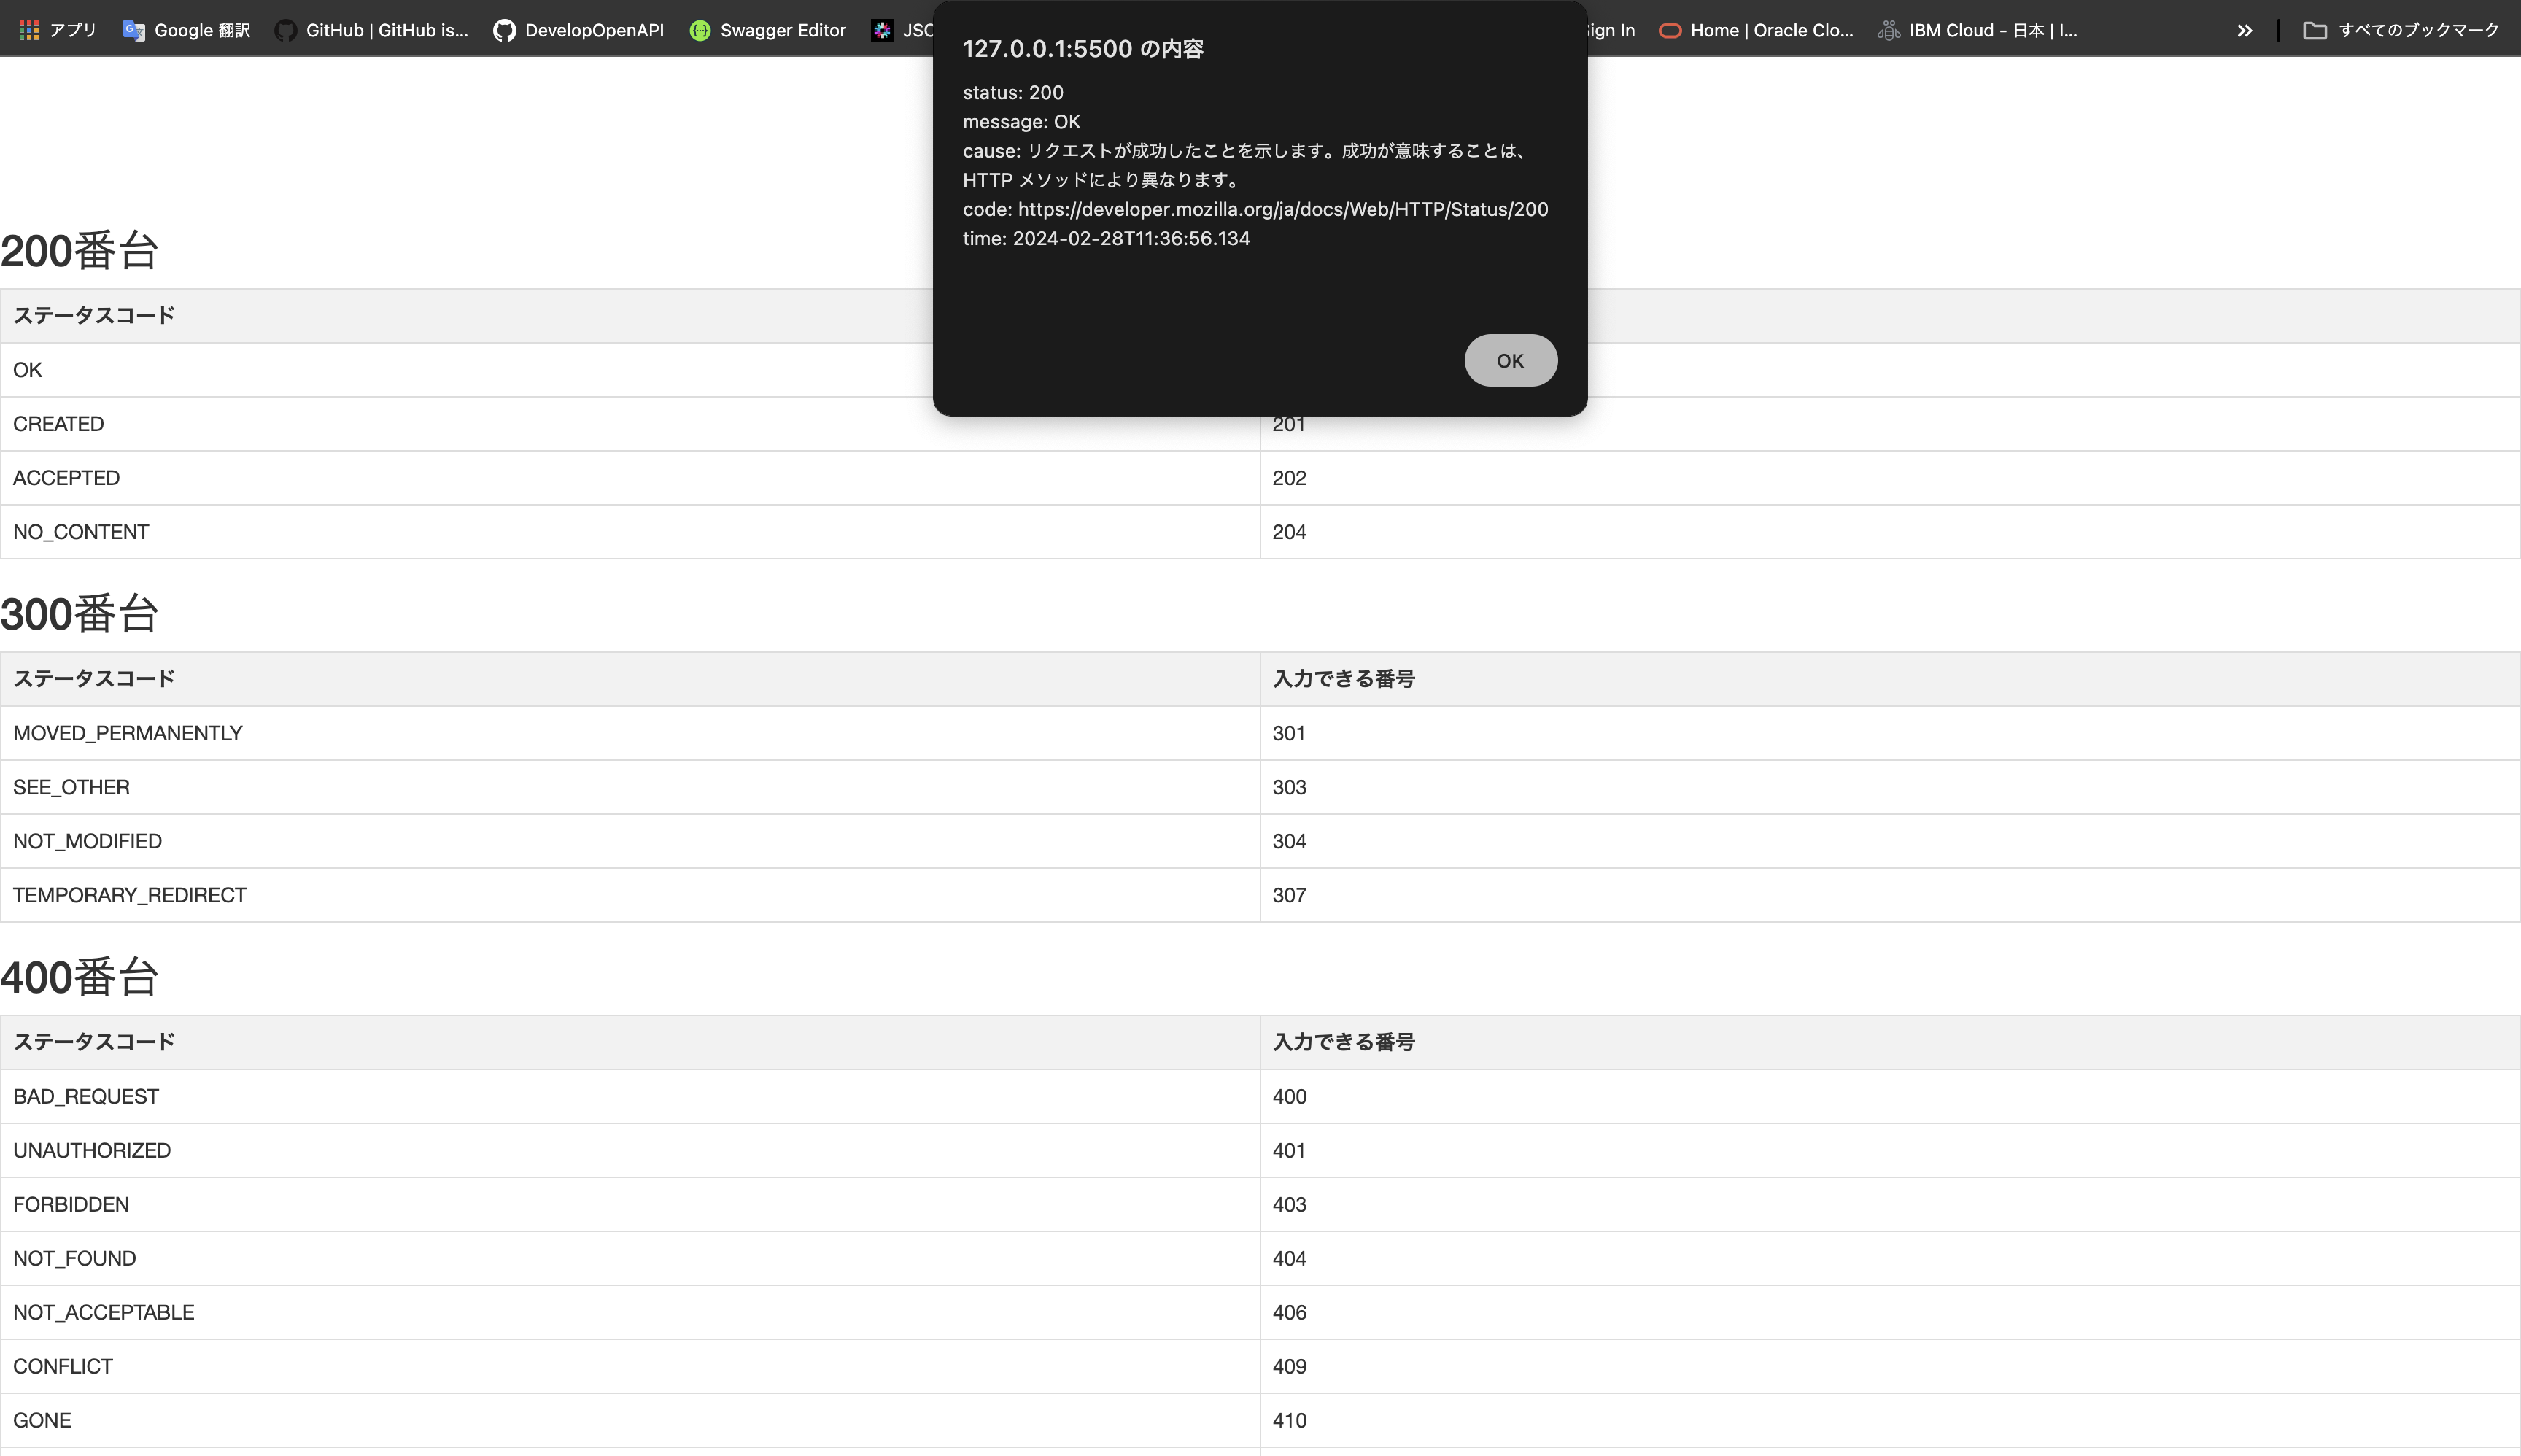 アプリ Google 翻訳 GitHub | GitHub is... DevelopOpenAPI Swagger Editor Home | Oracle Clo... IBM Cloud - 日本 | I... すべてのブックマーク
127.0.0.1:5500 の内容
status: 200
message: OK
cause: リクエストが成功したことを示します。成功が意味することは、
HTTP メソッドにより異なります。
code: https://developer.mozilla.org/ja/docs/Web/HTTP/Status/200
time: 2024-02-28T11:36:56.134
OK
200番台
ステータスコード
OK
CREATED 201
ACCEPTED 202
NO_CONTENT 204
300番台
ステータスコード 入力できる番号
MOVED_PERMANENTLY 301
SEE_OTHER 303
NOT_MODIFIED 304
TEMPORARY_REDIRECT 307
400番台
ステータスコード 入力できる番号
BAD_REQUEST 400
UNAUTHORIZED 401
FORBIDDEN 403
NOT_FOUND 404
NOT_ACCEPTABLE 406
CONFLICT 409
GONE 410